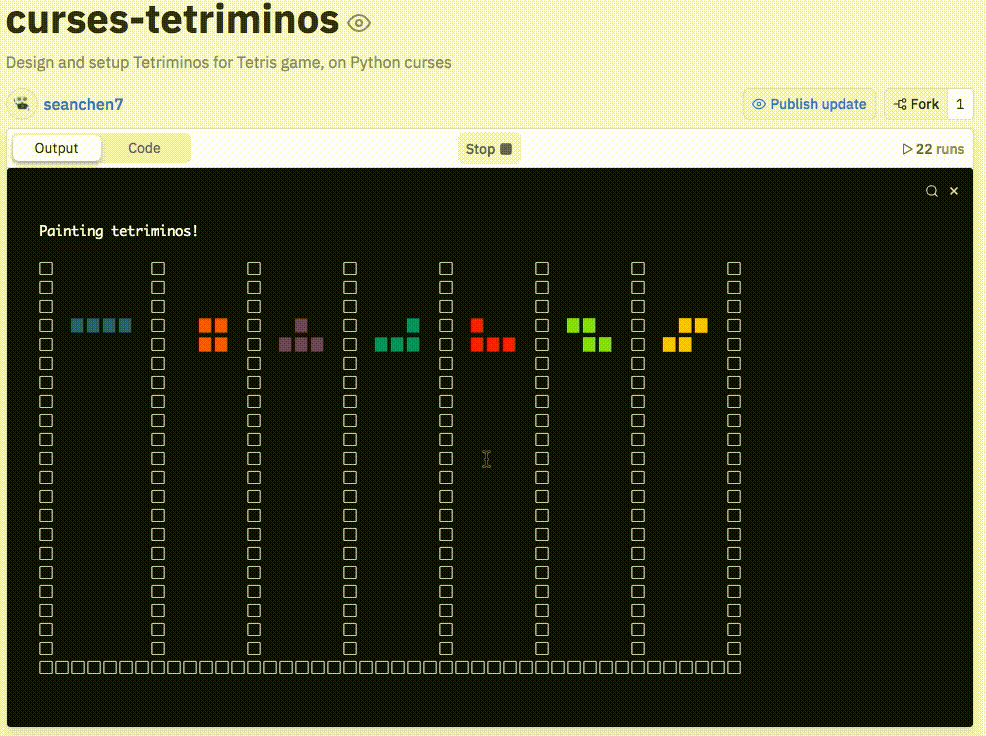 curses-tetriminos
Design and setup Tetriminos for Tetris game, on Python curses
seanchen7
Publish update
Fork 1
Output Code Stop 22 runs
Painting tetriminos!